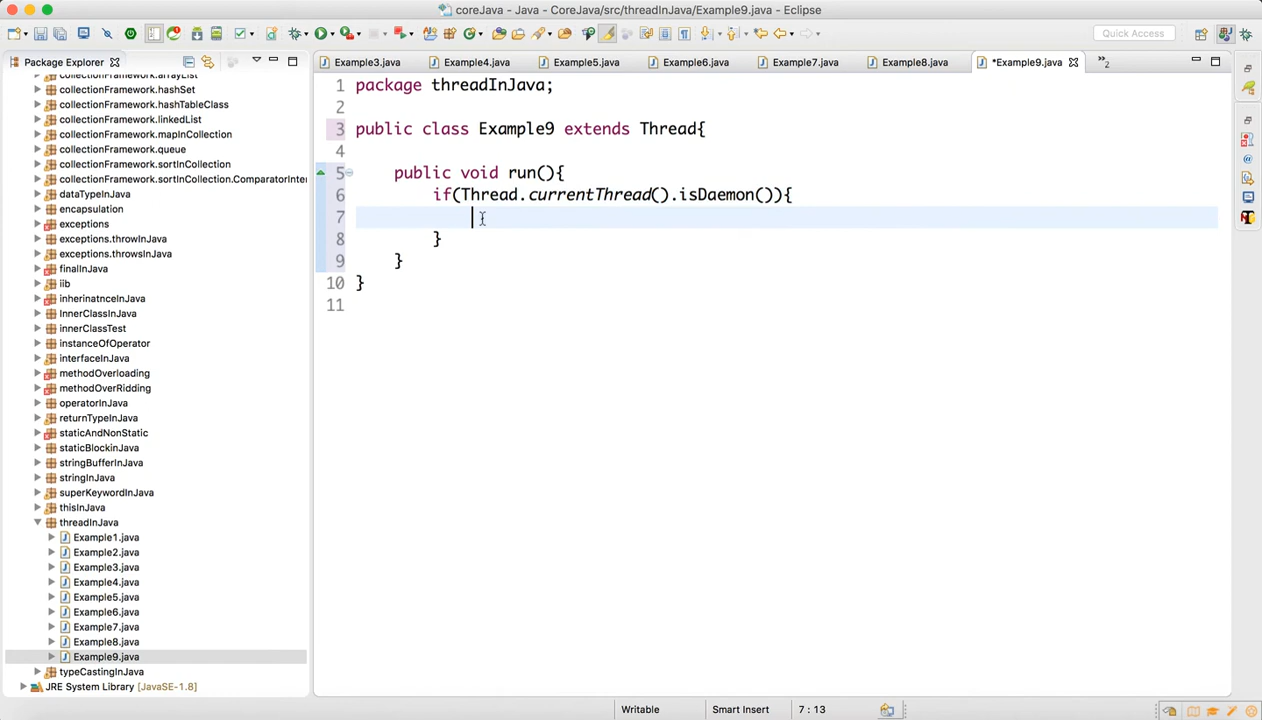 coreJava - Java - CoreJava/src/threadInJava/Example9.java - Eclipse
Quick Access
Package Explorer
Example3.java
Example4.java
Example5.java
Example6.java
Example7.java
Example8.java
*Example9.java
2
collectionFramework.arrayList
collectionFramework.hashSet
collectionFramework.hashTableClass
collectionFramework.linkedList
collectionFramework.mapInCollection
collectionFramework.queue
collectionFramework.sortInCollection
collectionFramework.sortInCollection.ComparatorInter
dataTypeInJava
encapsulation
exceptions
exceptions.throwInJava
exceptions.throwsInJava
finalInJava
iib
inherinatnceInJava
InnerClassInJava
innerClassTest
instanceOfOperator
interfaceInJava
methodOverloading
methodOverRidding
operatorInJava
returnTypeInJava
staticAndNonStatic
staticBlockinJava
stringBufferInJava
stringInJava
superKeywordInJava
thisInJava
threadInJava
Example1.java
Example2.java
Example3.java
Example4.java
Example5.java
Example6.java
Example7.java
Example8.java
Example9.java
typeCastingInJava
JRE System Library [JavaSE-1.8]
1 package threadInJava;
2
3 public class Example9 extends Thread{
4
5 public void run(){
6 if(Thread.currentThread().isDaemon()){
7
8 }
9 }
10 }
11
Writable
Smart Insert
7 : 13